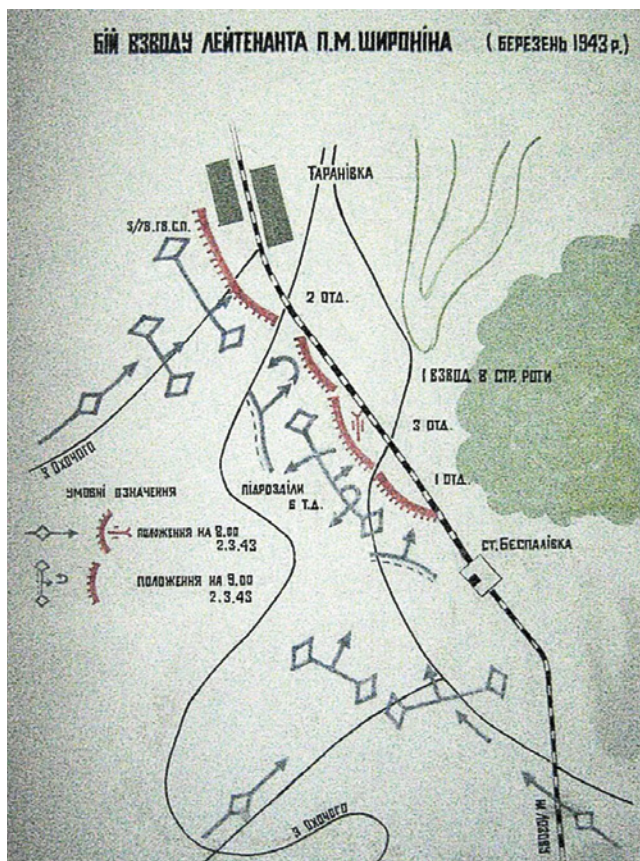 БІЙ ВЗВОДУ ЛЕЙТЕНАНТА П.М. ШИРОНІНА ( БЕРЕЗЕНЬ 1943 р.)
ТАРАНІВКА
3/78.ГВ.С.П.
2 ОТД.
1 ВЗВОД 8 СТР. РОТИ
З ОХОЧОГО
3 ОТД.
ПІДРОЗДІЛИ
6 Т.Д.
1 ОТД.
УМОВНІ ОЗНАЧЕННЯ
ПОЛОЖЕННЯ НА 8.00
2.3.43
ПОЛОЖЕННЯ НА 9.00
2.3.43
СТ. БЕСПАЛІВКА
З ОХОЧОГО